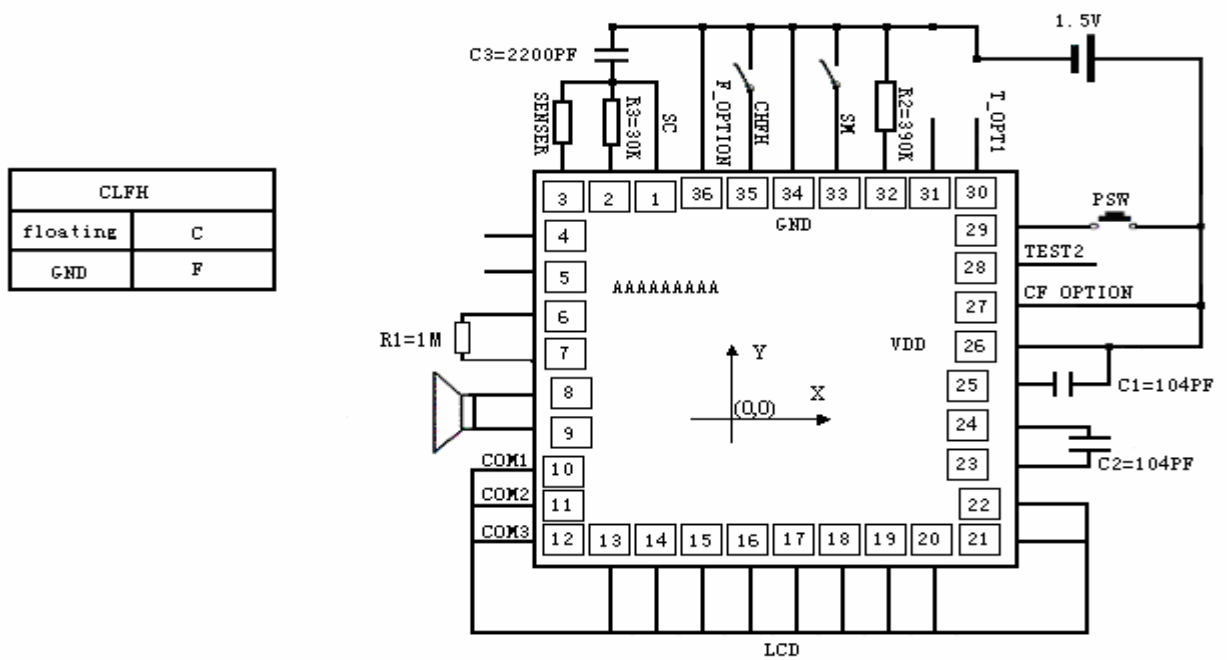 1.5V
C3=2200PF
SENSER
R3=30K
SC
F_OPTION
CHFH
SM
R2=390K
T_OPT1
CLFH
floating C
GND F
3 2 1 36 35 34 33 32 31 30
GND
4
29
PSW
5
28
TEST2
AAAAAAAAA
6
27
CF OPTION
R1=1M
7
VDD
26
Y
8
X
25
C1=104PF
(0,0)
9
24
COM1
10
23
C2=104PF
COM2
11
22
COM3
12 13 14 15 16 17 18 19 20 21
LCD